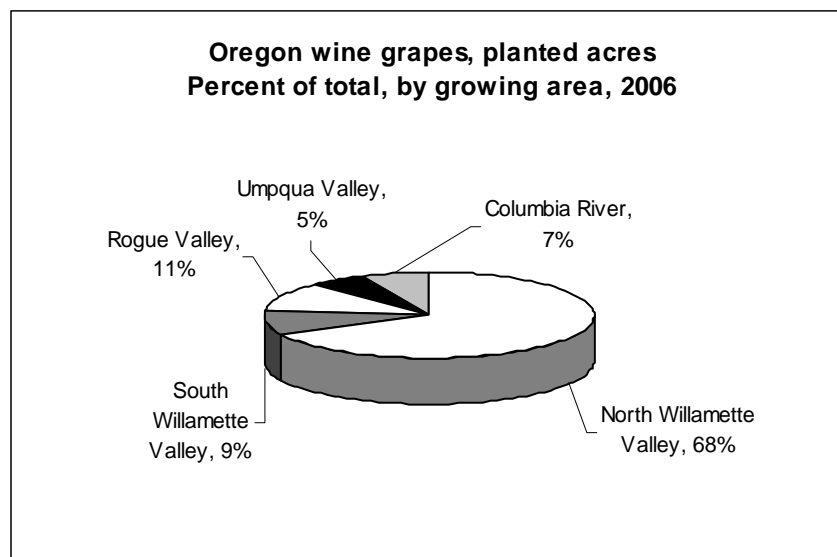 Oregon wine grapes, planted acres
Percent of total, by growing area, 2006
Umpqua Valley,
5%
Columbia River,
7%
Rogue Valley,
11%
South
Willamette
Valley, 9%
North Willamette
Valley, 68%